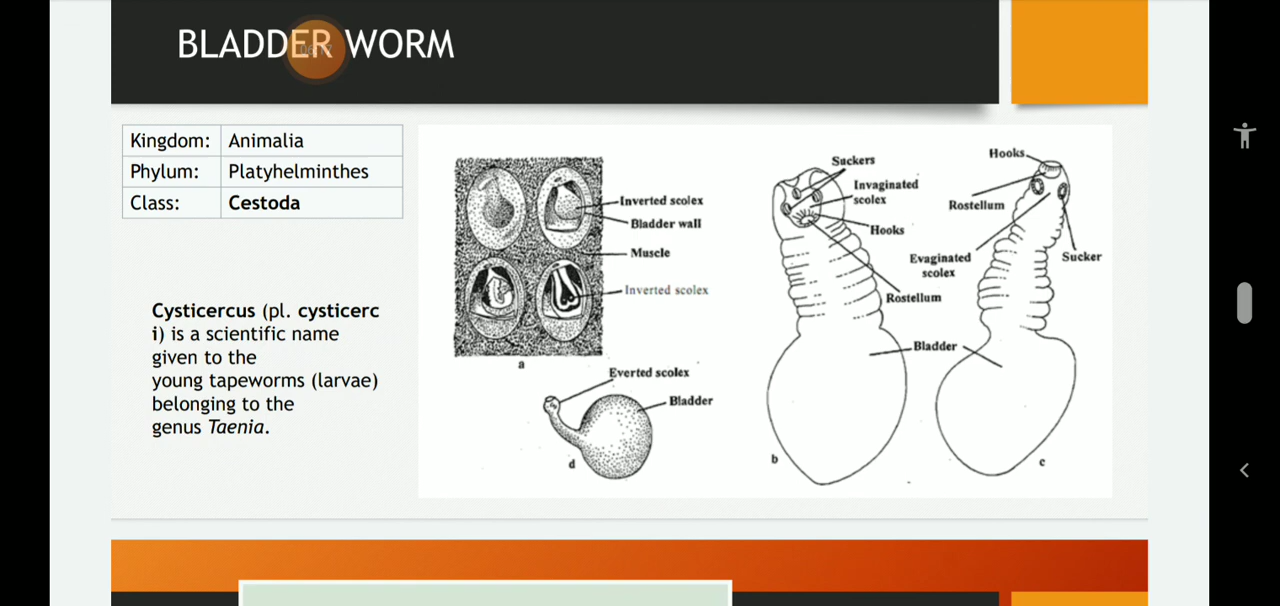 BLADDER WORM
Kingdom: Animalia
Phylum: Platyhelminthes
Class: Cestoda
Cysticercus (pl. cysticerc
i) is a scientific name
given to the
young tapeworms (larvae)
belonging to the
genus Taenia.
Inverted scolex
Bladder wall
Muscle
Inverted scolex
a
Everted scolex
Bladder
d
Suckers
Invaginated
scolex
Hooks
Rostellum
Bladder
b
Hooks
Rostellum
Evaginated
scolex
Sucker
c